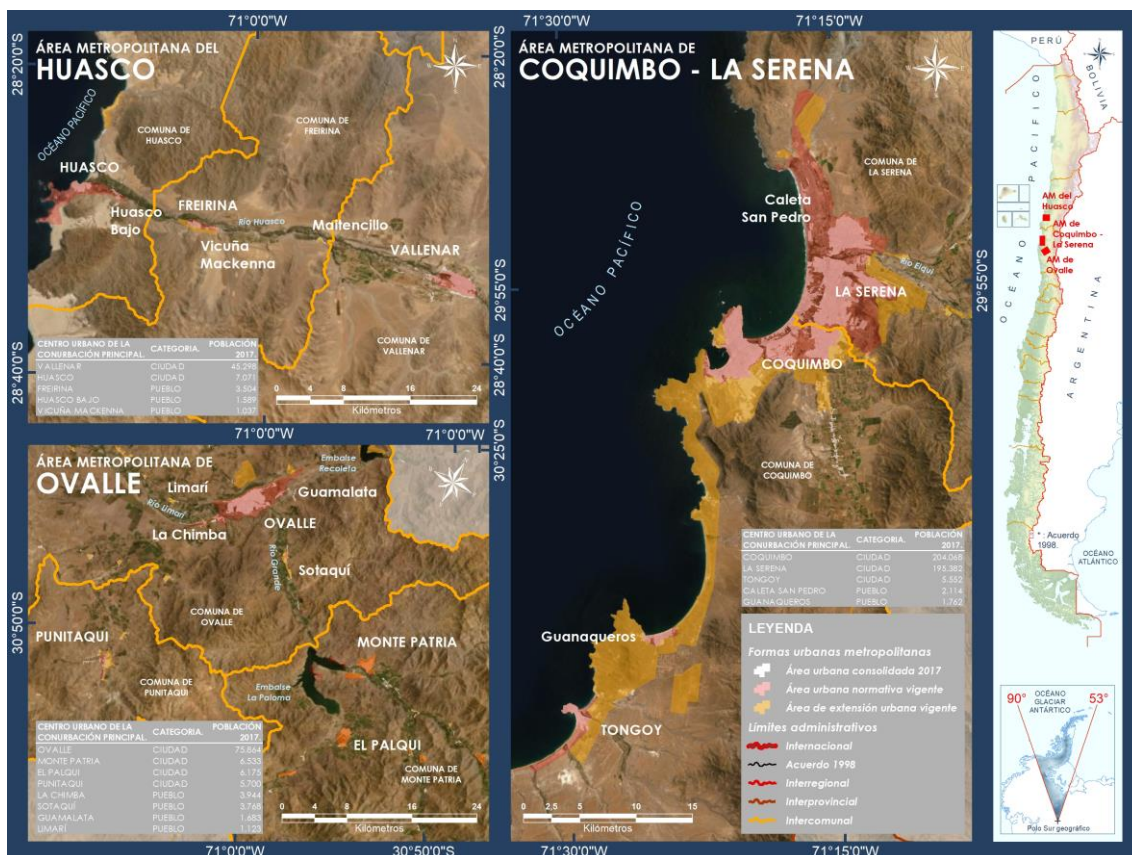 71°0'0"W
28°20'0"S
28°40'0"S
ÁREA METROPOLITANA DEL
HUASCO
OCÉANO PACÍFICO
COMUNA DE
HUASCO
COMUNA DE
FREIRINA
HUASCO
Huasco
Bajo
FREIRINA
Río Huasco
Vicuña
Mackenna
Maitencillo
VALLENAR
COMUNA DE
VALLENAR
CENTRO URBANO DE LA CONURBACIÓN PRINCIPAL. CATEGORIA. POBLACIÓN 2017.
VALLENAR CIUDAD 45.298
HUASCO CIUDAD 7.071
FREIRINA PUEBLO 3.504
HUASCO BAJO PUEBLO 1.589
VICUÑA MACKENNA PUEBLO 1.037
0 4 8 16 24
Kilómetros
71°0'0"W
71°0'0"W
30°25'0"S
30°50'0"S
ÁREA METROPOLITANA DE
OVALLE
Embalse
Recoleta
Limarí
Guamalata
Río Limarí
OVALLE
La Chimba
Río Grande
Sotaquí
COMUNA DE
OVALLE
PUNITAQUI
MONTE PATRIA
COMUNA DE
PUNITAQUI
Embalse
La Paloma
EL PALQUI
COMUNA DE
MONTE PATRIA
CENTRO URBANO DE LA CONURBACIÓN PRINCIPAL. CATEGORIA. POBLACIÓN 2017.
OVALLE CIUDAD 75.864
MONTE PATRIA CIUDAD 6.533
EL PALQUI CIUDAD 6.175
PUNITAQUI CIUDAD 5.700
LA CHIMBA PUEBLO 3.944
SOTAQUÍ PUEBLO 3.768
GUAMALATA PUEBLO 1.683
LIMARÍ PUEBLO 1.123
0 4 8 16 24
Kilómetros
71°0'0"W
30°50'0"S
71°30'0"W
71°15'0"W
29°55'0"S
29°55'0"S
ÁREA METROPOLITANA DE
COQUIMBO - LA SERENA
COMUNA DE
LA SERENA
Caleta
San Pedro
OCÉANO PACÍFICO
Río Elqui
LA SERENA
COQUIMBO
COMUNA DE
COQUIMBO
CENTRO URBANO DE LA CONURBACIÓN PRINCIPAL. CATEGORIA. POBLACIÓN 2017.
COQUIMBO CIUDAD 204.068
LA SERENA CIUDAD 195.382
TONGOY CIUDAD 5.552
CALETA SAN PEDRO PUEBLO 2.114
GUANAQUEROS PUEBLO 1.762
Guanaqueros
TONGOY
LEYENDA
Formas urbanas metropolitanas
Área urbana consolidada 2017
Área urbana normativa vigente
Área de extensión urbana vigente
Límites administrativos
Internacional
Acuerdo 1998
Interregional
Interprovincial
Intercomunal
0 2,5 5 10 15
Kilómetros
71°30'0"W
71°15'0"W
PERÚ
BOLIVIA
OCÉANO PACIFICO
AM del
Huasco
AM de
Coquimbo -
La Serena
AM de
Ovalle
ARGENTINA
* : Acuerdo
1998.
OCÉANO
ATLÁNTICO
90°
OCÉANO
GLACIAR
ANTÁRTICO
53°
Polo Sur geográfico